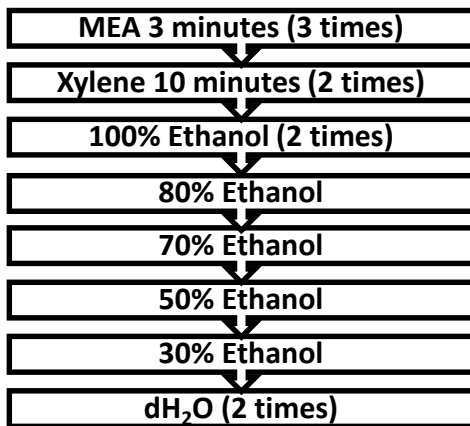 MEA 3 minutes (3 times)
Xylene 10 minutes (2 times)
100% Ethanol (2 times)
80% Ethanol
70% Ethanol
50% Ethanol
30% Ethanol
dH₂O (2 times)